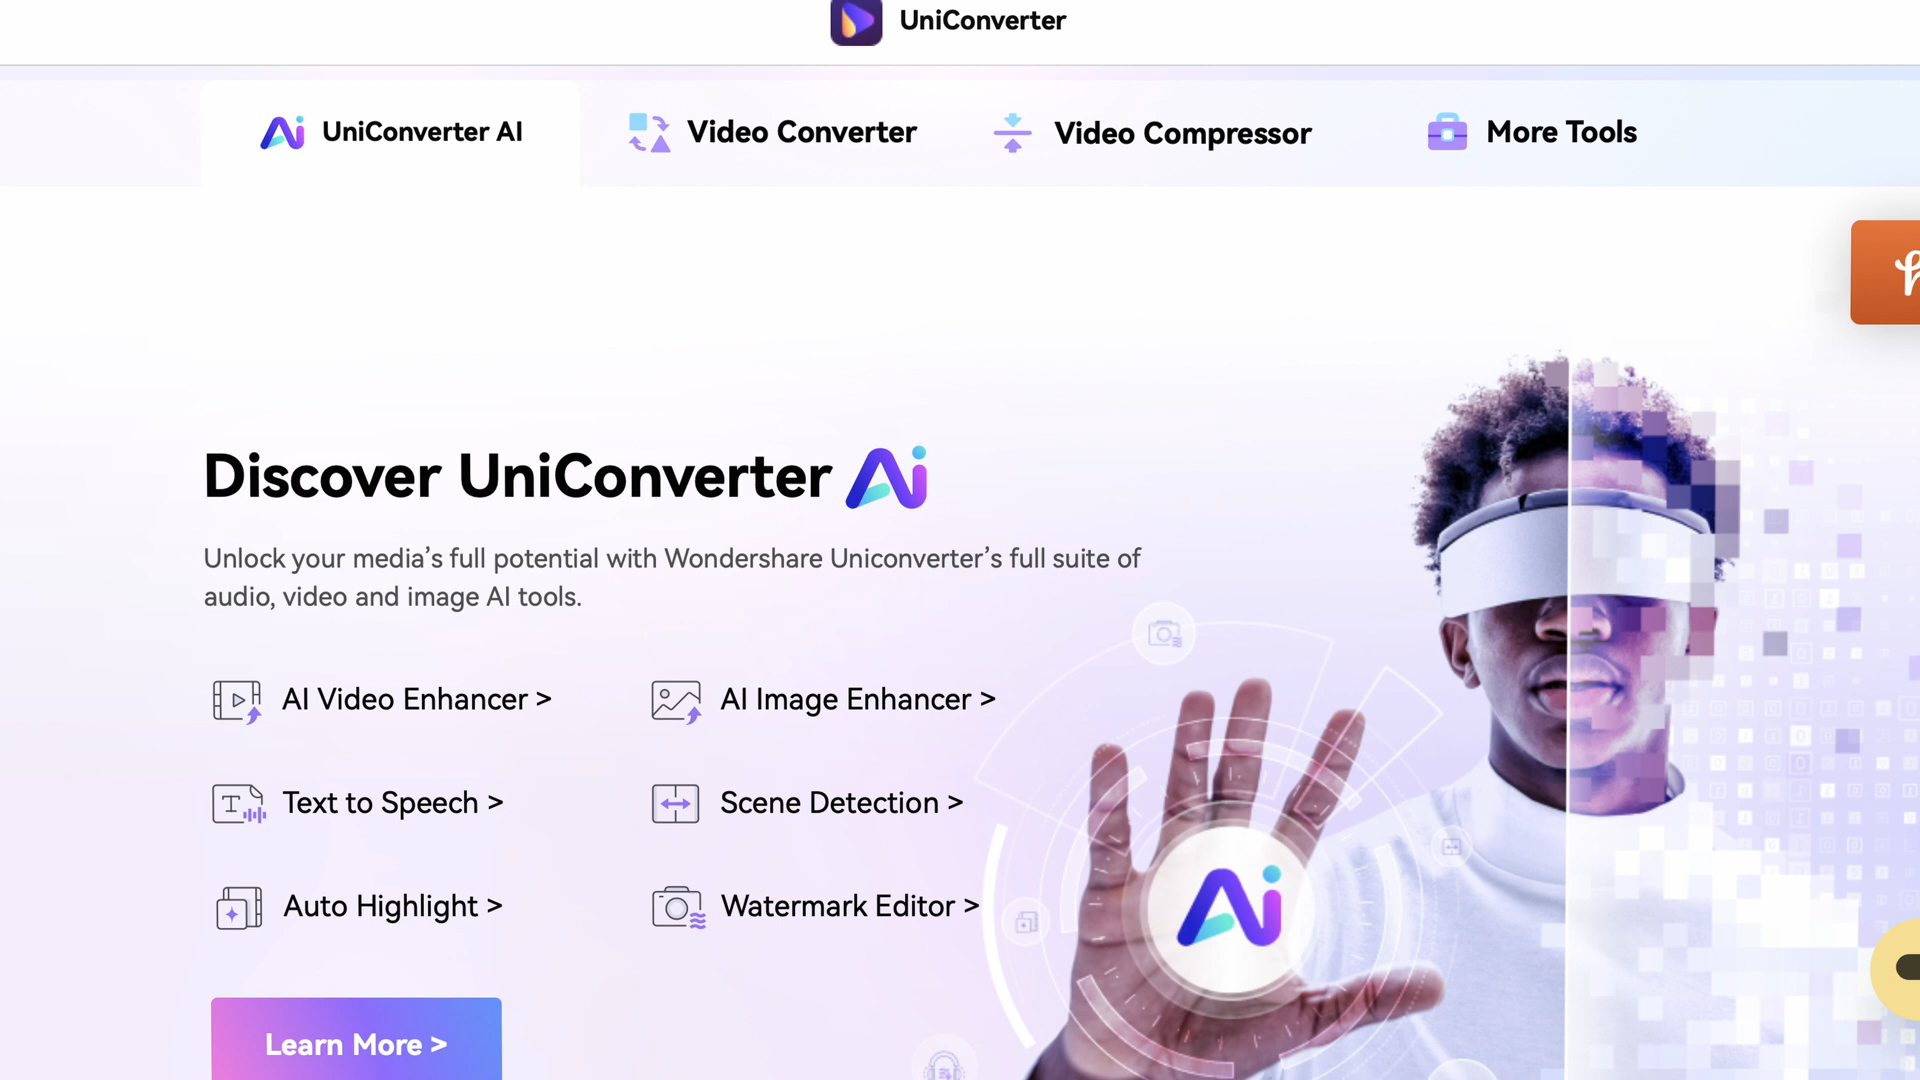 UniConverter
UniConverter AI
Video Converter
Video Compressor
More Tools
Discover UniConverter Ai
Unlock your media’s full potential with Wondershare Uniconverter’s full suite of
audio, video and image AI tools.
AI Video Enhancer >
AI Image Enhancer >
Text to Speech >
Scene Detection >
Auto Highlight >
Watermark Editor >
Ai
Learn More >